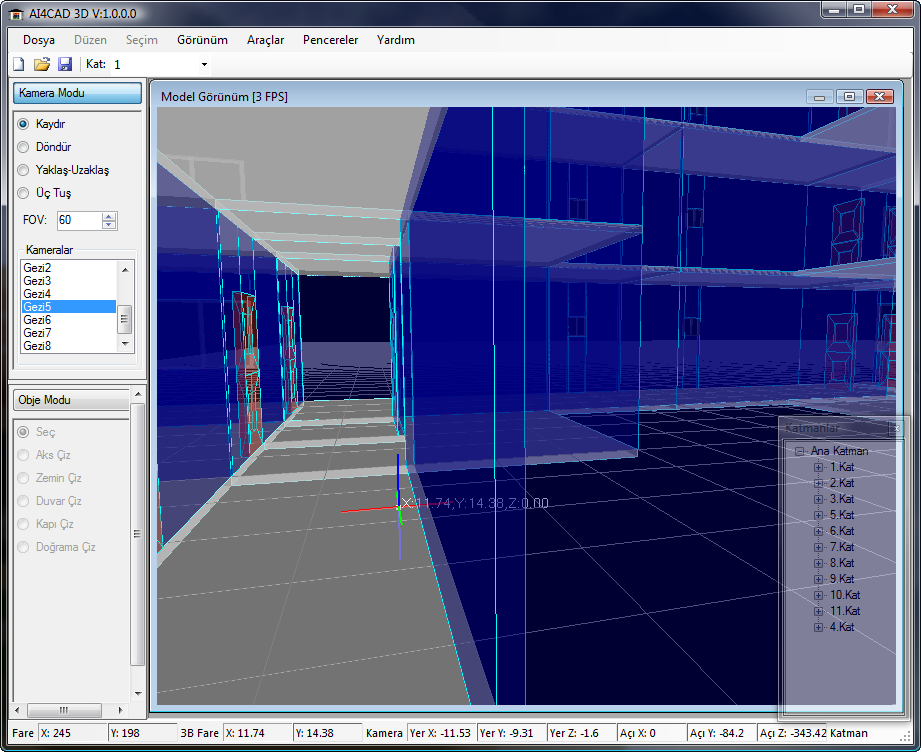 AI4CAD 3D V:1.0.0.0
Dosya Düzen Seçim Görünüm Araçlar Pencereler Yardım
Kat: 1
Kamera Modu
Kaydır
Döndür
Yaklaş-Uzaklaş
Üç Tuş
FOV: 60
Kameralar
Gezi2
Gezi3
Gezi4
Gezi5
Gezi6
Gezi7
Gezi8
Obje Modu
Seç
Aks Çiz
Zemin Çiz
Duvar Çiz
Kapı Çiz
Doğrama Çiz
Model Görünüm [3 FPS]
X:11.74,Y:14.38,Z:0.00
Katmanlar
Ana Katman
1.Kat
2.Kat
3.Kat
5.Kat
6.Kat
7.Kat
8.Kat
9.Kat
10.Kat
11.Kat
4.Kat
Fare X: 245 Y: 198 3B Fare X: 11.74 Y: 14.38 Kamera Yer X: -11.53 Yer Y: -9.31 Yer Z: -1.6 Açı X: 0 Açı Y: -84.2 Açı Z: -343.42 Katman